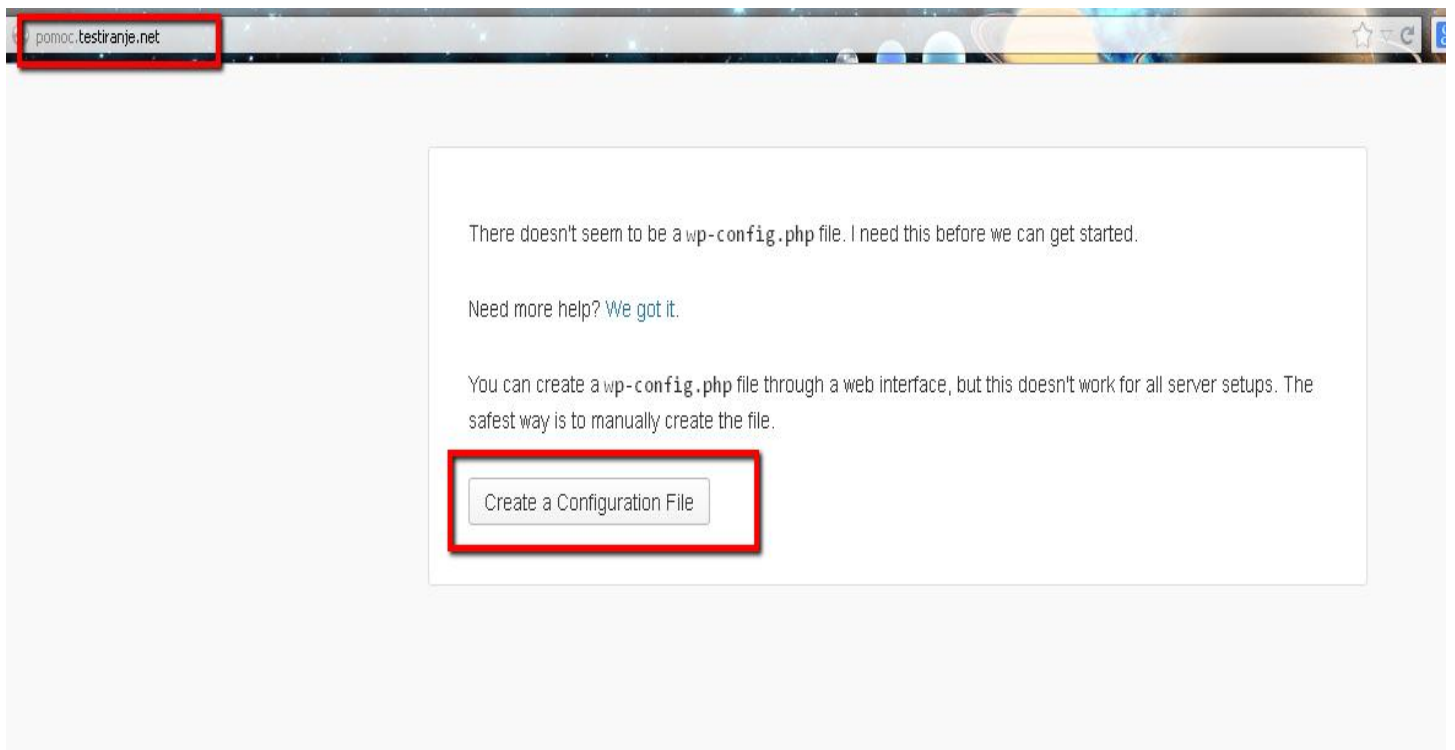 pomoc.testiranje.net
There doesn't seem to be a wp-config.php file. I need this before we can get started.
Need more help? We got it.
You can create a wp-config.php file through a web interface, but this doesn't work for all server setups. The
safest way is to manually create the file.
Create a Configuration File